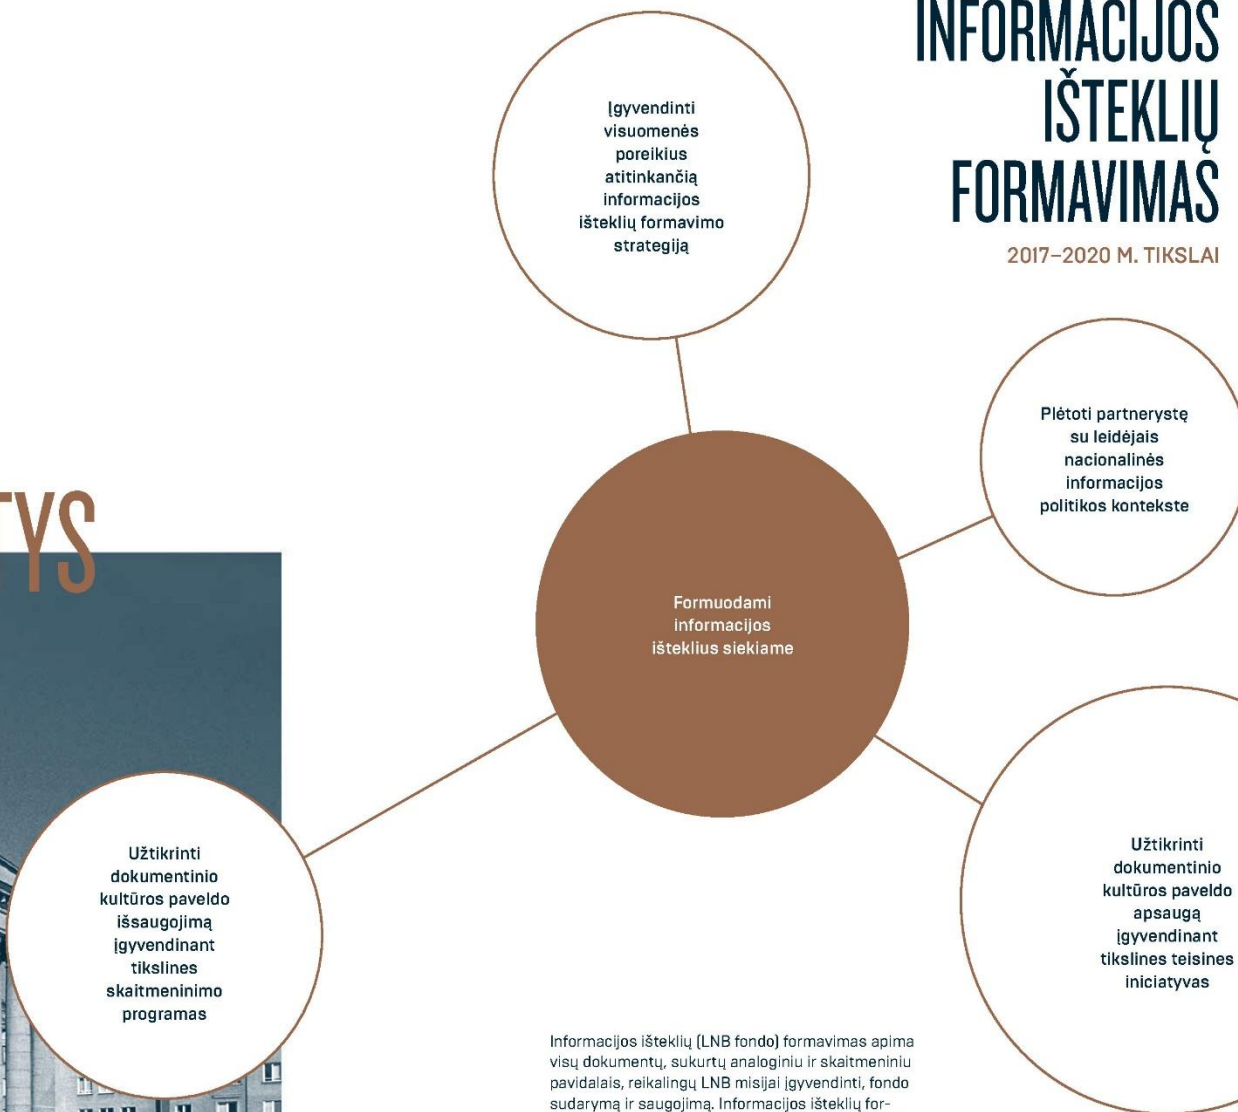 INFORMACIJOS
IŠTEKLIŲ
FORMAVIMAS
2017–2020 M. TIKSLAI
Įgyvendinti
visuomenės
poreikius
atitinkančią
informacijos
išteklių formavimo
strategiją
Plėtoti partnerystę
su leidėjais
nacionalinės
informacijos
politikos kontekste
Formuodami
informacijos
išteklius siekiame
TYS
Užtikrinti
dokumentinio
kultūros paveldo
išsaugojimą
įgyvendinant
tikslines
skaitmeninimo
programas
Užtikrinti
dokumentinio
kultūros paveldo
apsaugą
įgyvendinant
tikslines teisines
iniciatyvas
Informacijos išteklių (LNB fondo) formavimas apima
visų dokumentų, sukurtų analoginiu ir skaitmeniniu
pavidalais, reikalingų LNB misijai įgyvendinti, fondo
sudarymą ir saugojimą. Informacijos išteklių for-